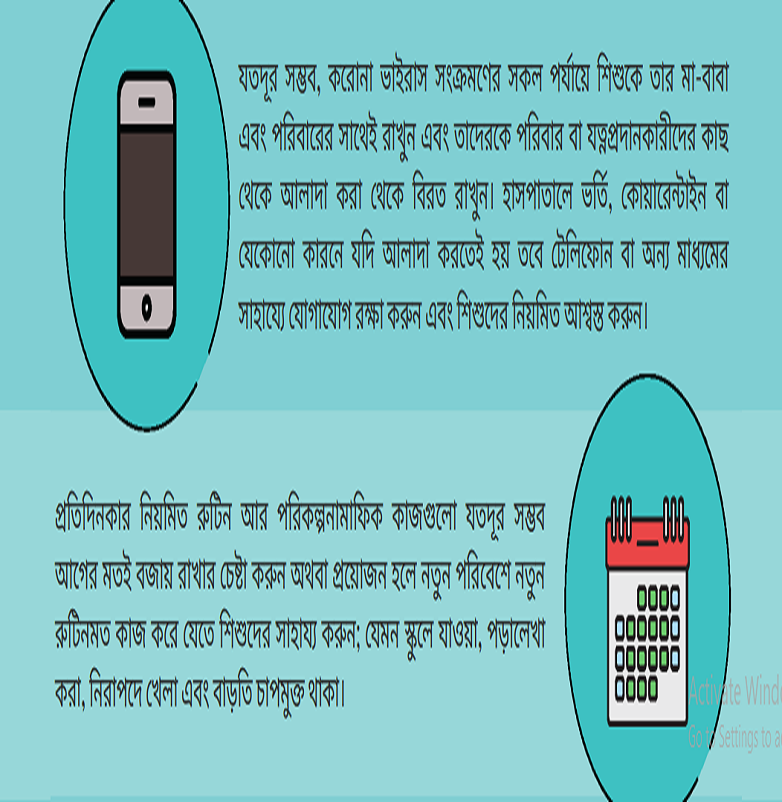 যতদূর সম্ভব, করোনা ভাইরাস সংক্রমণের সকল পর্যায়ে শিশুকে তার মা-বাবা
এবং পরিবারের সাথেই রাখুন এবং তাদেরকে পরিবার বা যত্নপ্রদানকারীদের কাছ
থেকে আলাদা করা থেকে বিরত রাখুন। হাসপাতালে ভর্তি, কোয়ারেন্টাইন বা
যেকোনো কারনে যদি আলাদা করতেই হয় তবে টেলিফোন বা অন্য মাধ্যমের
সাহায্যে যোগাযোগ রক্ষা করুন এবং শিশুদের নিয়মিত আশ্বস্ত করুন।
প্রতিদিনকার নিয়মিত রুটিন আর পরিকল্পনামাফিক কাজগুলো যতদূর সম্ভব
আগের মতই বজায় রাখার চেষ্টা করুন অথবা প্রয়োজন হলে নতুন পরিবেশে নতুন
রুটিনমত কাজ করে যেতে শিশুদের সাহায্য করুন; যেমন স্কুলে যাওয়া, পড়ালেখা
করা, নিরাপদে খেলা এবং বাড়তি চাপমুক্ত থাকা।
Activate Wind
Go to Settings to a